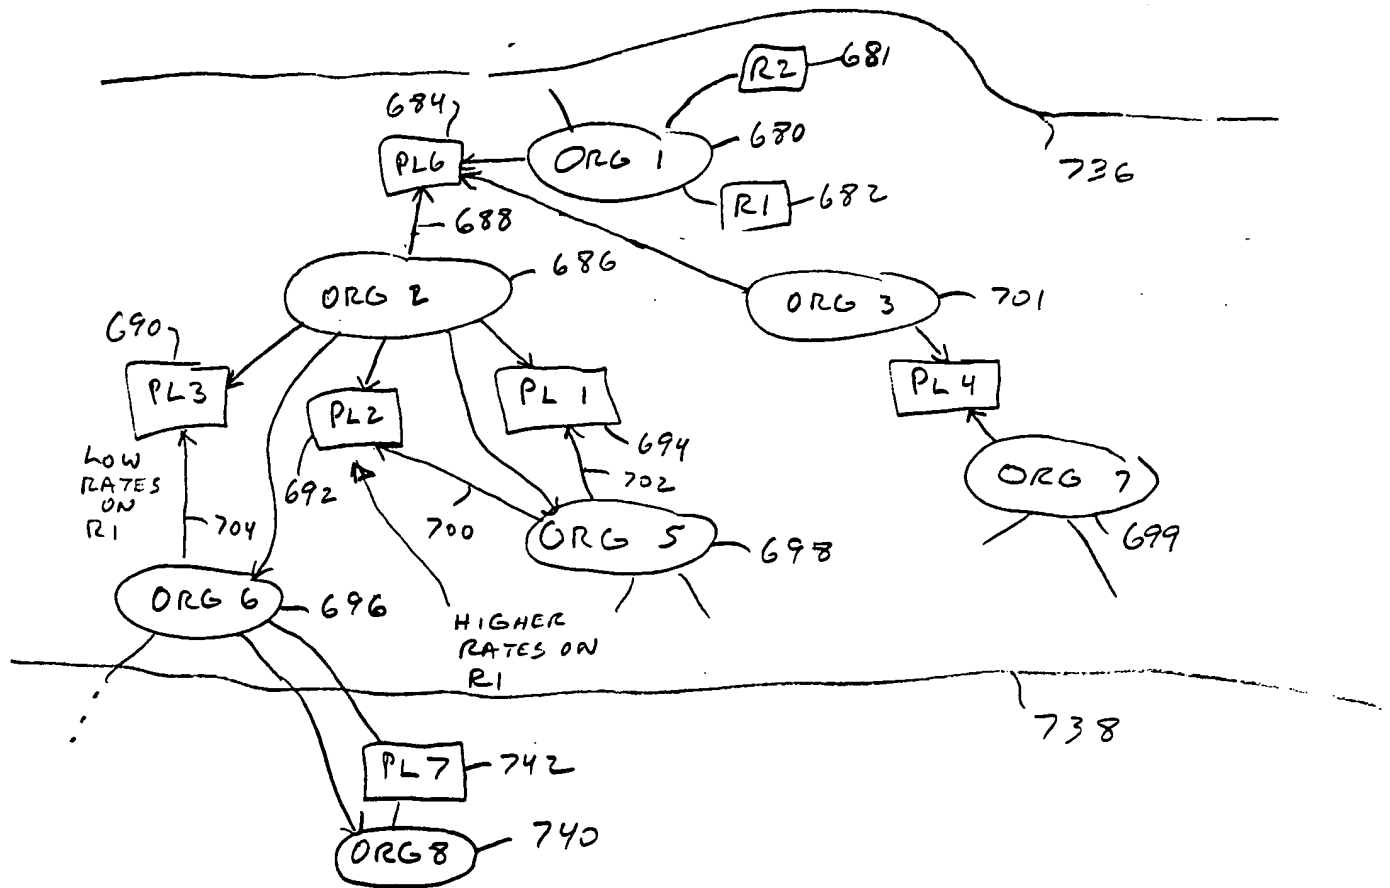 R2
681
684
ORG 1
680
PL6
736
R1
682
688
686
ORG 2
ORG 3
701
690
PL3
PL 1
PL 4
PL2
694
LOW
RATES
ON
R1
692
702
ORG 7
704
700
ORG 5
698
699
ORG 6
696
HIGHER
RATES ON
R1
738
PL7
742
ORG8
740